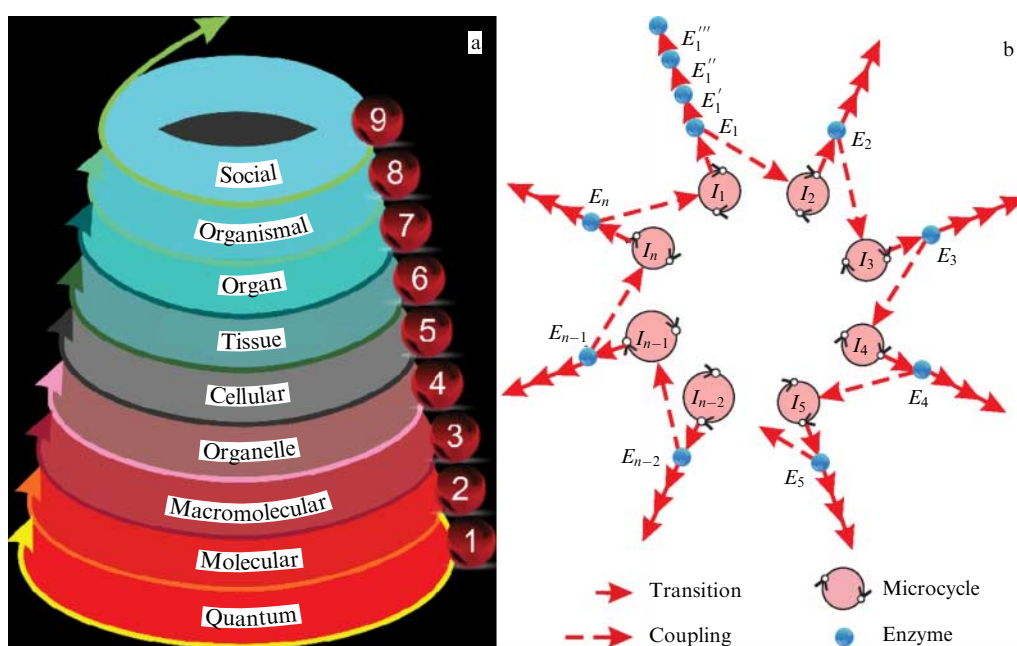 a
9
Social
8
Organismal
7
Organ
6
Tissue
5
Cellular
4
Organelle
3
Macromolecular
2
Molecular
1
Quantum
b
E₁′′′
E₁′′
E₁′
E₁
E₂
I₁
I₂
Eₙ
Iₙ
I₃
E₃
Eₙ₋₁
Iₙ₋₁
I₄
E₄
Iₙ₋₂
I₅
Eₙ₋₂
E₅
Transition
Microcycle
Coupling
Enzyme